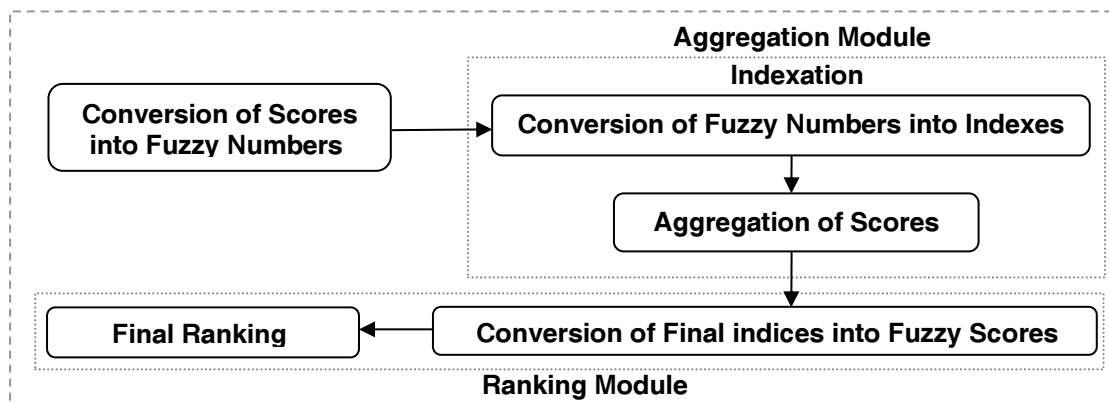 Aggregation Module
Indexation
Conversion of Scores
into Fuzzy Numbers
Conversion of Fuzzy Numbers into Indexes
Aggregation of Scores
Final Ranking
Conversion of Final indices into Fuzzy Scores
Ranking Module